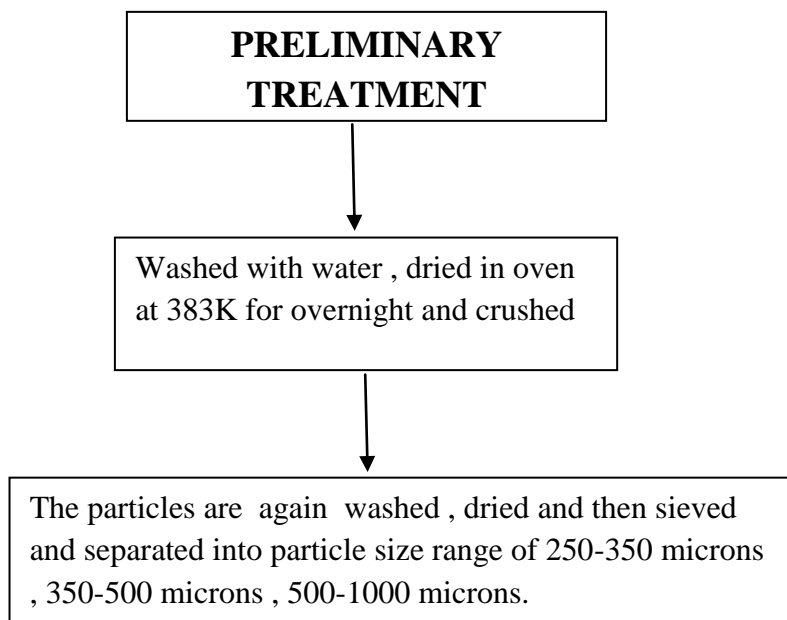 PRELIMINARY
TREATMENT
Washed with water , dried in oven
at 383K for overnight and crushed
The particles are again washed , dried and then sieved
and separated into particle size range of 250-350 microns
, 350-500 microns , 500-1000 microns.